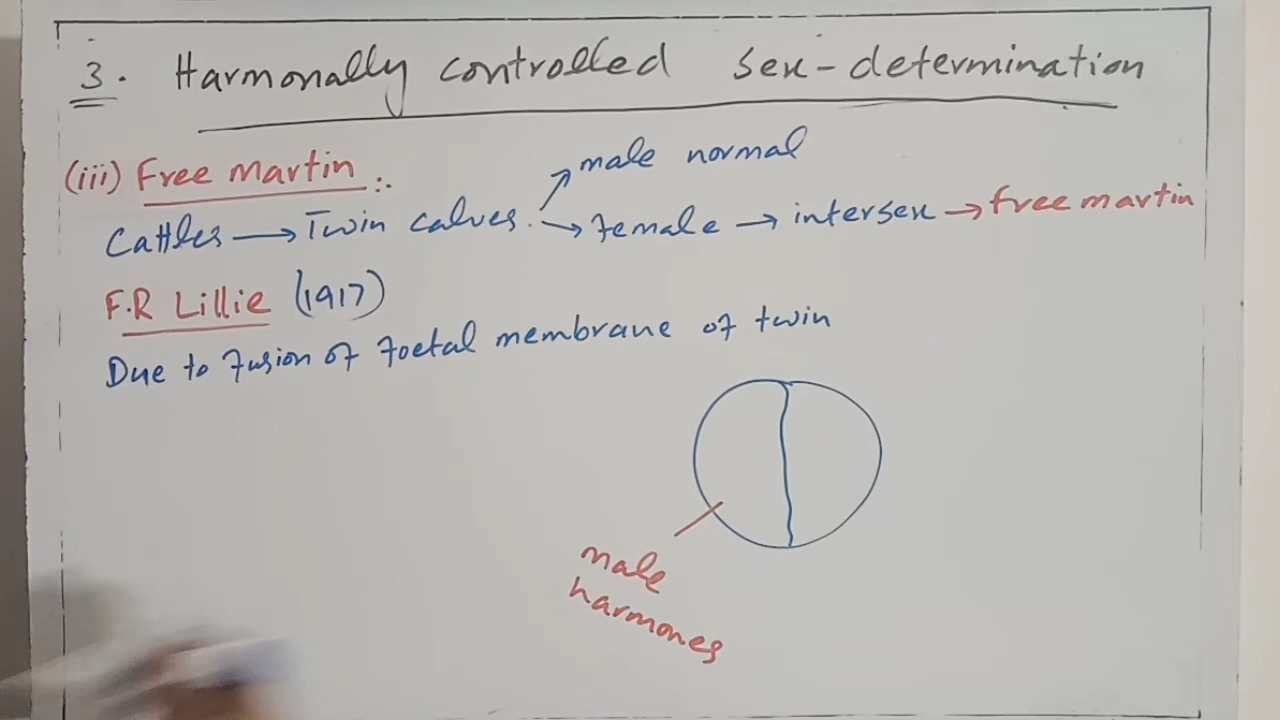 3. Harmonally controlled sex-determination
(iii) Free martin :.
male normal
Cattles → Twin calves. → female → intersex → free martin
F.R Lillie (1917)
Due to fusion of foetal membrane of twin
male
harmones